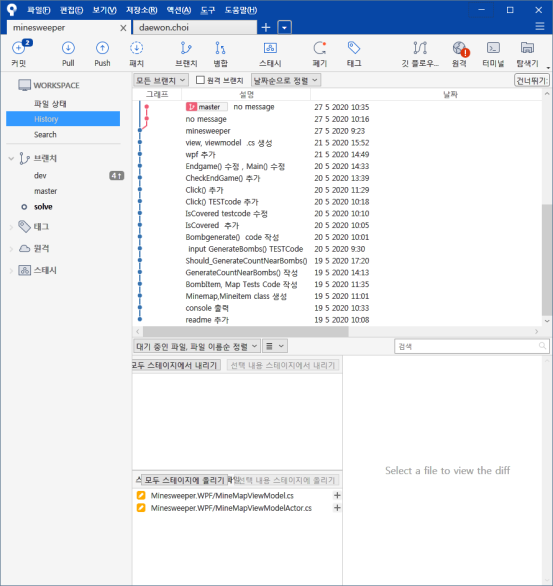 파일(F) 편집(E) 보기(V) 저장소(R) 액션(A) 도구(T) 도움말(H)
minesweeper daewon.choi
2
커밋 Pull Push 패치 브랜치 병합 스태시 폐기 태그 깃 플로우... 원격 터미널 탐색기
WORKSPACE
파일 상태
History
Search
브랜치
dev 4↑
master
solve
태그
원격
스태시
모든 브랜치 원격 브랜치 날짜순으로 정렬 건너뛰기:
그래프 설명 날짜
master no message 27 5 2020 10:35
no message 27 5 2020 10:16
minesweeper 27 5 2020 9:23
view, viewmodel .cs 생성 21 5 2020 15:52
wpf 추가 21 5 2020 14:49
Endgame() 수정 , Main() 수정 20 5 2020 14:33
CheckEndGame() 추가 20 5 2020 13:39
Click() 추가 20 5 2020 11:29
Click() TESTcode 추가 20 5 2020 10:18
IsCovered testcode 수정 20 5 2020 10:10
IsCovered 추가 20 5 2020 10:05
Bombgenerate() code 작성 20 5 2020 10:01
input GenerateBombs() TESTCode 20 5 2020 9:30
Should_GenerateCountNearBombs() 19 5 2020 17:20
GenerateCountNearBombs() 작성 19 5 2020 14:13
BombItem, Map Tests Code 작성 19 5 2020 11:35
Minemap,Mineitem class 생성 19 5 2020 11:01
console 출력 19 5 2020 10:33
readme 추가 19 5 2020 10:08
대기 중인 파일, 파일 이름순 정렬 검색
모두 스테이지에서 내리기 선택 내용 스테이지에서 내리기
모두 스테이지에 올리기 선택 내용 스테이지에 올리기
Minesweeper.WPF/MineMapViewModel.cs
Minesweeper.WPF/MineMapViewModelActor.cs
Select a file to view the diff